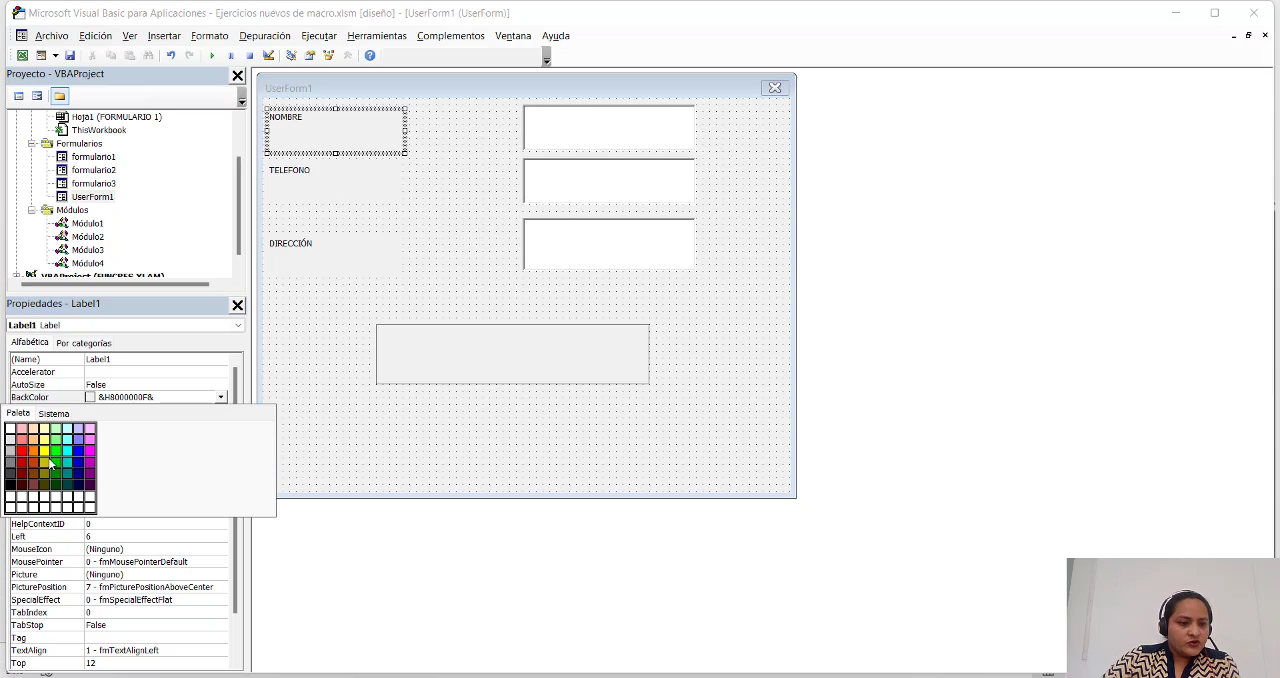 Microsoft Visual Basic para Aplicaciones - Ejercicios nuevos de macro.xlsm [diseño] - [UserForm1 (UserForm)]
Archivo Edición Ver Insertar Formato Depuración Ejecutar Herramientas Complementos Ventana Ayuda
Proyecto - VBAProject
Hoja1 (FORMULARIO 1)
ThisWorkbook
Formularios
formulario1
formulario2
formulario3
UserForm1
Módulos
Módulo1
Módulo2
Módulo3
Módulo4
VBAProject (FUNCRES.XLAM)
Propiedades - Label1
Label1 Label
Alfabética Por categorías
(Name) Label1
Accelerator
AutoSize False
BackColor &H8000000F&
Paleta Sistema
HelpContextID 0
Left 6
MouseIcon (Ninguno)
MousePointer 0 - fmMousePointerDefault
Picture (Ninguno)
PicturePosition 7 - fmPicturePositionAboveCenter
SpecialEffect 0 - fmSpecialEffectFlat
TabIndex 0
TabStop False
Tag
TextAlign 1 - fmTextAlignLeft
Top 12
UserForm1
NOMBRE
TELEFONO
DIRECCIÓN